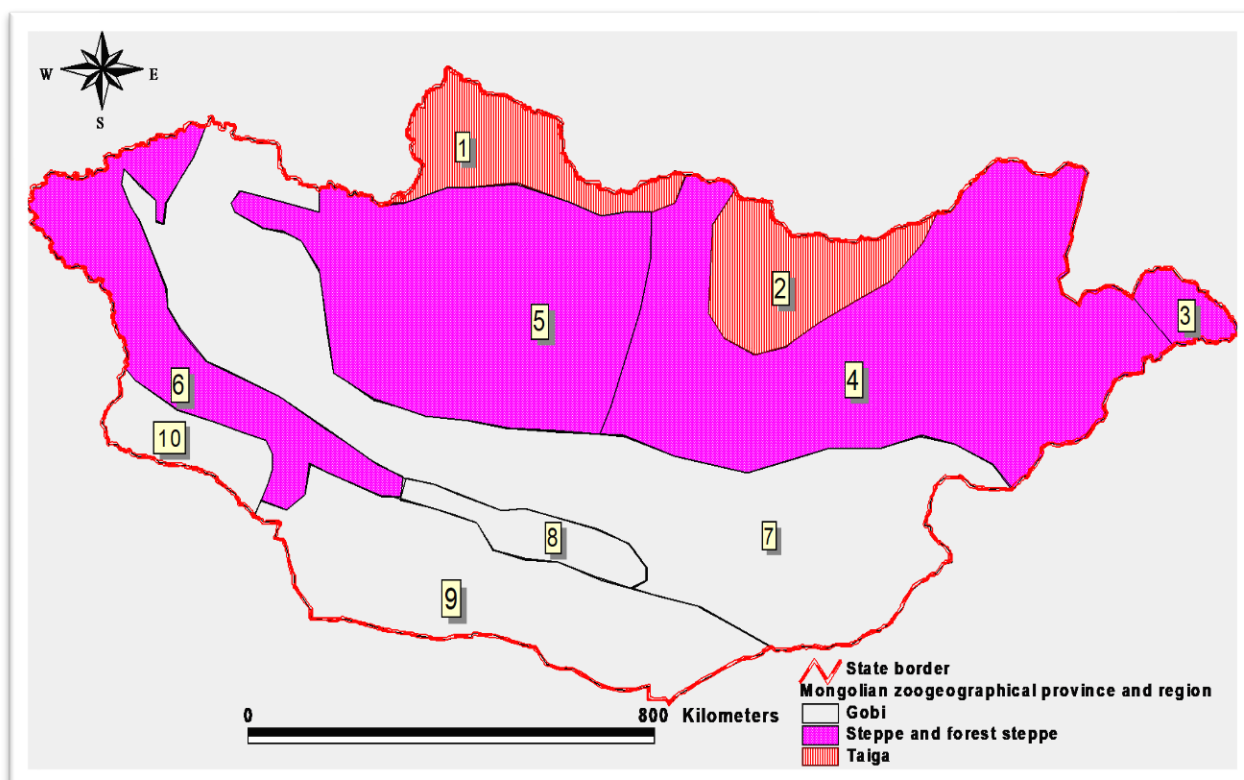 W E
S
1
2
3
5
4
6
10
8
7
9
State border
Mongolian zoogeographical province and region
Gobi
Steppe and forest steppe
Taiga
0 800 Kilometers